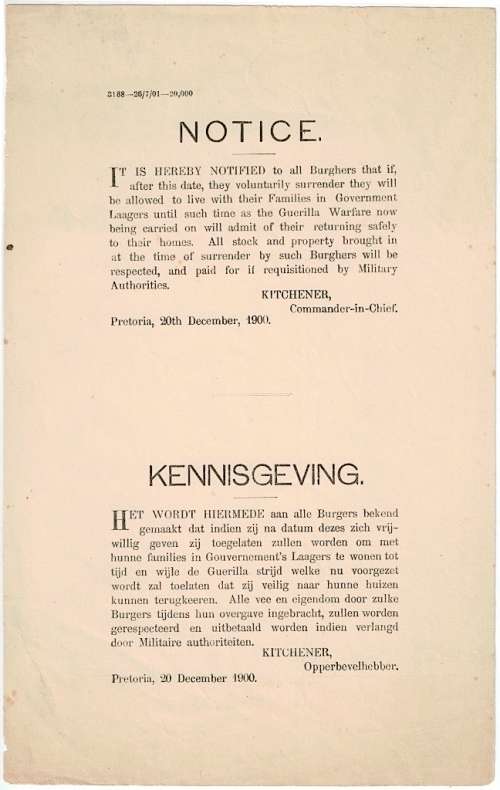 3168—26/7/01—20,000
NOTICE.
IT IS HEREBY NOTIFIED to all Burghers that if,
after this date, they voluntarily surrender they will
be allowed to live with their Families in Government
Laagers until such time as the Guerilla Warfare now
being carried on will admit of their returning safely
to their homes. All stock and property brought in
at the time of surrender by such Burghers will be
respected, and paid for if requisitioned by Military
Authorities.
KITCHENER,
Commander-in-Chief.
Pretoria, 20th December, 1900.
KENNISGEVING.
HET WORDT HIERMEDE aan alle Burgers bekend
gemaakt dat indien zij na datum dezes zich vrij-
willig geven zij toegelaten zullen worden om met
hunne families in Gouvernement's Laagers te wonen tot
tijd en wijle de Guerilla strijd welke nu voorgezet
wordt zal toelaten dat zij veilig naar hunne huizen
kunnen terugkeeren. Alle vee en eigendom door zulke
Burgers tijdens hun overgave ingebracht, zullen worden
gerespecteerd en uitbetaald worden indien verlangd
door Militaire authoriteiten.
KITCHENER,
Opperbevelhebber.
Pretoria, 20 December 1900.